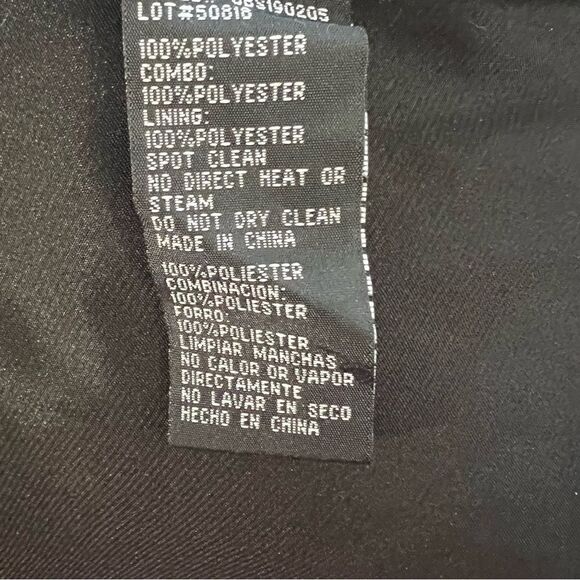 LOT#50816
100%POLYESTER
COMBO:
100%POLYESTER
LINING:
100%POLYESTER
SPOT CLEAN
NO DIRECT HEAT OR
STEAM
DO NOT DRY CLEAN
MADE IN CHINA
100%POLIESTER
COMBINACION:
100%POLIESTER
FORRO:
100%POLIESTER
LIMPIAR MANCHAS
NO CALOR O VAPOR
DIRECTAMENTE
NO LAVAR EN SECO
HECHO EN CHINA